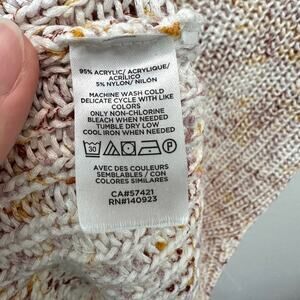 95% ACRYLIC/ ACRYLIQUE/
ACRÍLICO
5% NYLON/ NILÓN
MACHINE WASH COLD
DELICATE CYCLE WITH LIKE
COLORS
ONLY NON-CHLORINE
BLEACH WHEN NEEDED
TUMBLE DRY LOW
COOL IRON WHEN NEEDED
30 P
AVEC DES COULEURS
SEMBLABLES / CON
COLORES SIMILARES
CA#57421
RN#140923